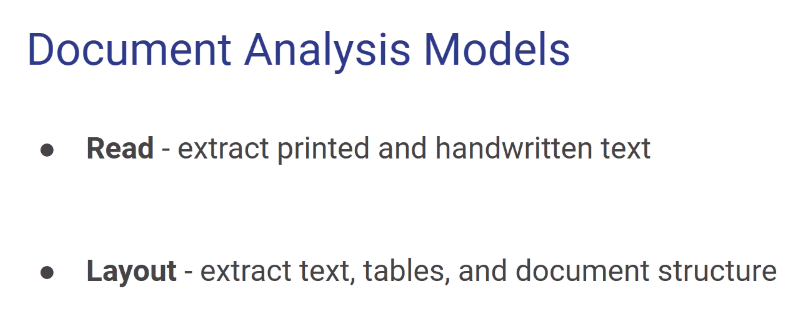 Document Analysis Models
● Read - extract printed and handwritten text
● Layout - extract text, tables, and document structure